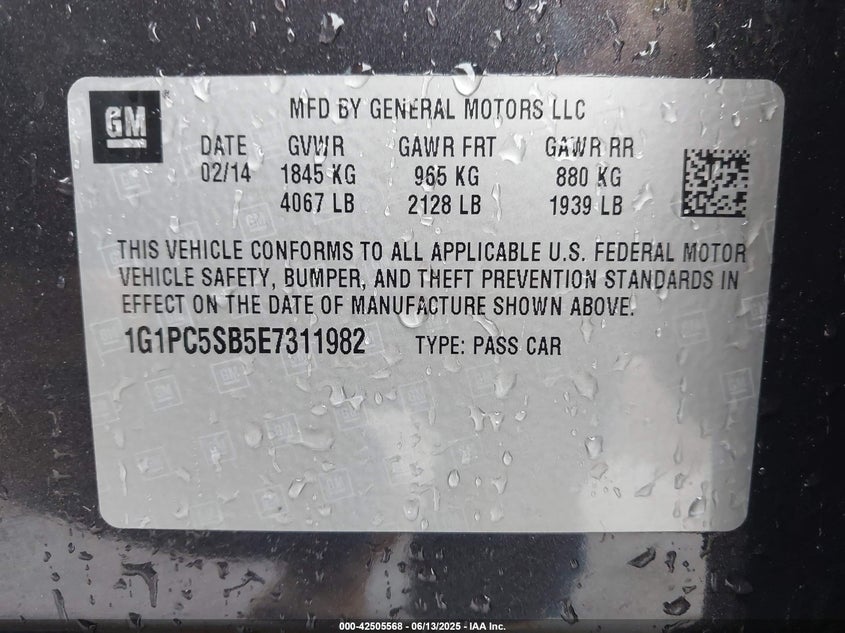 GM
MFD BY GENERAL MOTORS LLC
DATE GVWR GAWR FRT GAWR RR
02/14 1845 KG 965 KG 880 KG
4067 LB 2128 LB 1939 LB
THIS VEHICLE CONFORMS TO ALL APPLICABLE U.S. FEDERAL MOTOR
VEHICLE SAFETY, BUMPER, AND THEFT PREVENTION STANDARDS IN
EFFECT ON THE DATE OF MANUFACTURE SHOWN ABOVE.
1G1PC5SB5E7311982 TYPE: PASS CAR
000-42505568 - 06/13/2025 - IAA Inc.